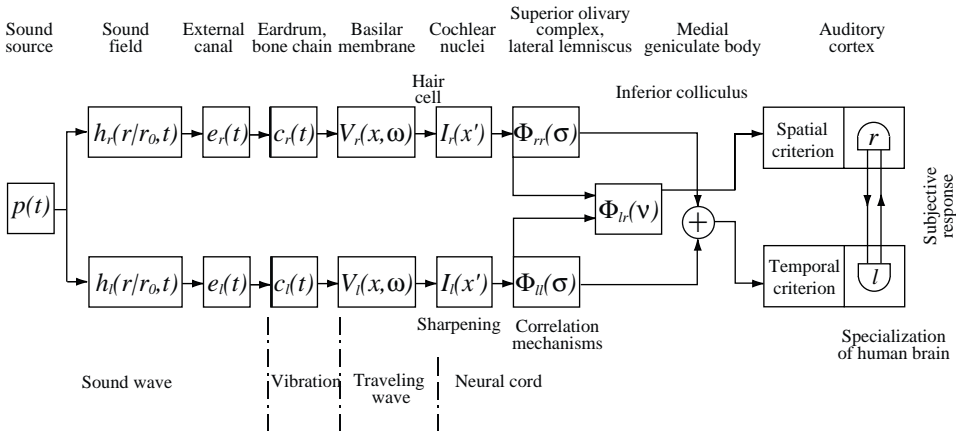 Sound
source
Sound
field
External
canal
Eardrum,
bone chain
Basilar
membrane
Cochlear
nuclei
Superior olivary
complex,
lateral lemniscus
Medial
geniculate body
Auditory
cortex
Hair
cell
Inferior colliculus
p(t)
h_r(r/r_0,t)
e_r(t)
c_r(t)
V_r(x,ω)
I_r(x')
Φ_rr(σ)
Spatial
criterion
r
Φ_lr(ν)
+
h_l(r/r_0,t)
e_l(t)
c_l(t)
V_l(x,ω)
I_l(x')
Φ_ll(σ)
Temporal
criterion
l
Subjective
response
Sharpening
Correlation
mechanisms
Specialization
of human brain
Sound wave
Vibration
Traveling
wave
Neural cord